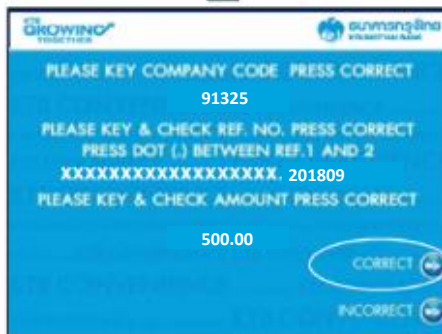 GROWING
TOGETHER
ธนาคารกรุงไทย
PLEASE KEY COMPANY CODE PRESS CORRECT
91325
PLEASE KEY & CHECK REF. NO. PRESS CORRECT
PRESS DOT (.) BETWEEN REF.1 AND 2
XXXXXXXXXXXXXXXXXX. 201809
PLEASE KEY & CHECK AMOUNT PRESS CORRECT
500.00
CORRECT
INCORRECT